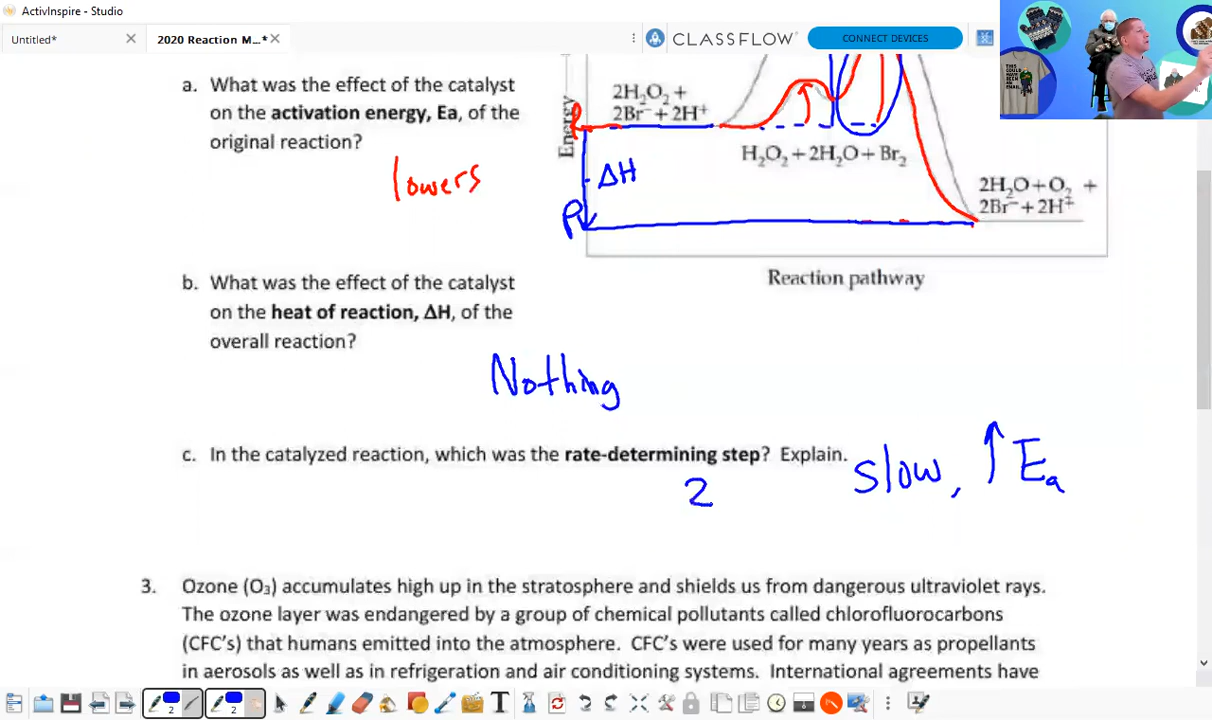 ActivInspire - Studio
Untitled*
2020 Reaction M...*
CLASSFLOW
CONNECT DEVICES
a. What was the effect of the catalyst
on the activation energy, Ea, of the
original reaction?
lowers
Energy
R
2H₂O₂ +
2Br⁻ + 2H⁺
H₂O₂ + 2H₂O + Br₂
ΔH
P
2H₂O + O₂ +
2Br⁻ + 2H⁺
Reaction pathway
b. What was the effect of the catalyst
on the heat of reaction, ΔH, of the
overall reaction?
Nothing
c. In the catalyzed reaction, which was the rate-determining step? Explain.
2
slow, ↑ Ea
3. Ozone (O₃) accumulates high up in the stratosphere and shields us from dangerous ultraviolet rays.
The ozone layer was endangered by a group of chemical pollutants called chlorofluorocarbons
(CFC's) that humans emitted into the atmosphere. CFC's were used for many years as propellants
in aerosols as well as in refrigeration and air conditioning systems. International agreements have
2
2
T